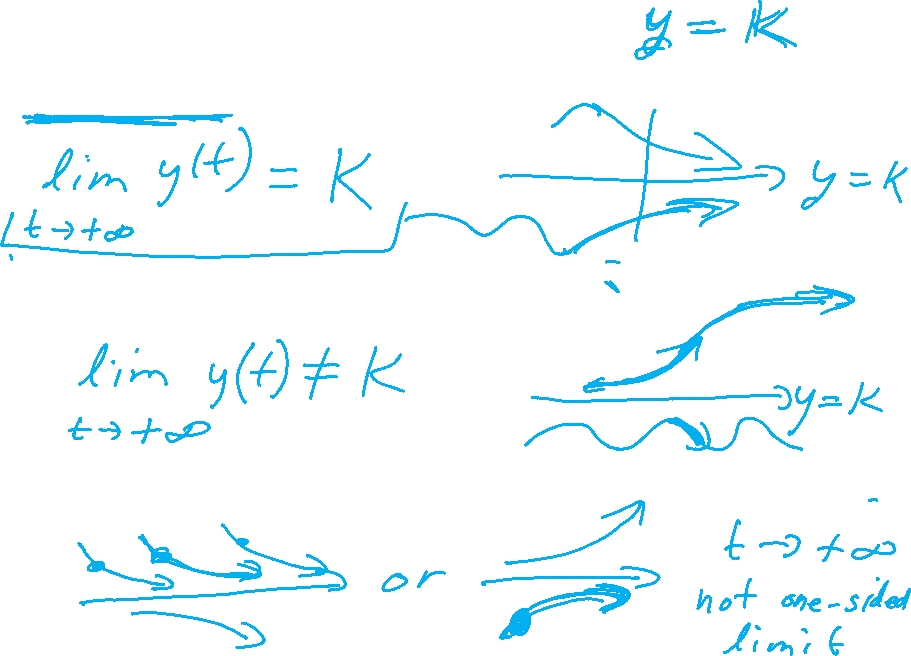 y = K
lim y(t) = K
t → +∞
y = K
lim y(t) ≠ K
t → +∞
y = K
or
t → +∞
not one-sided
limit